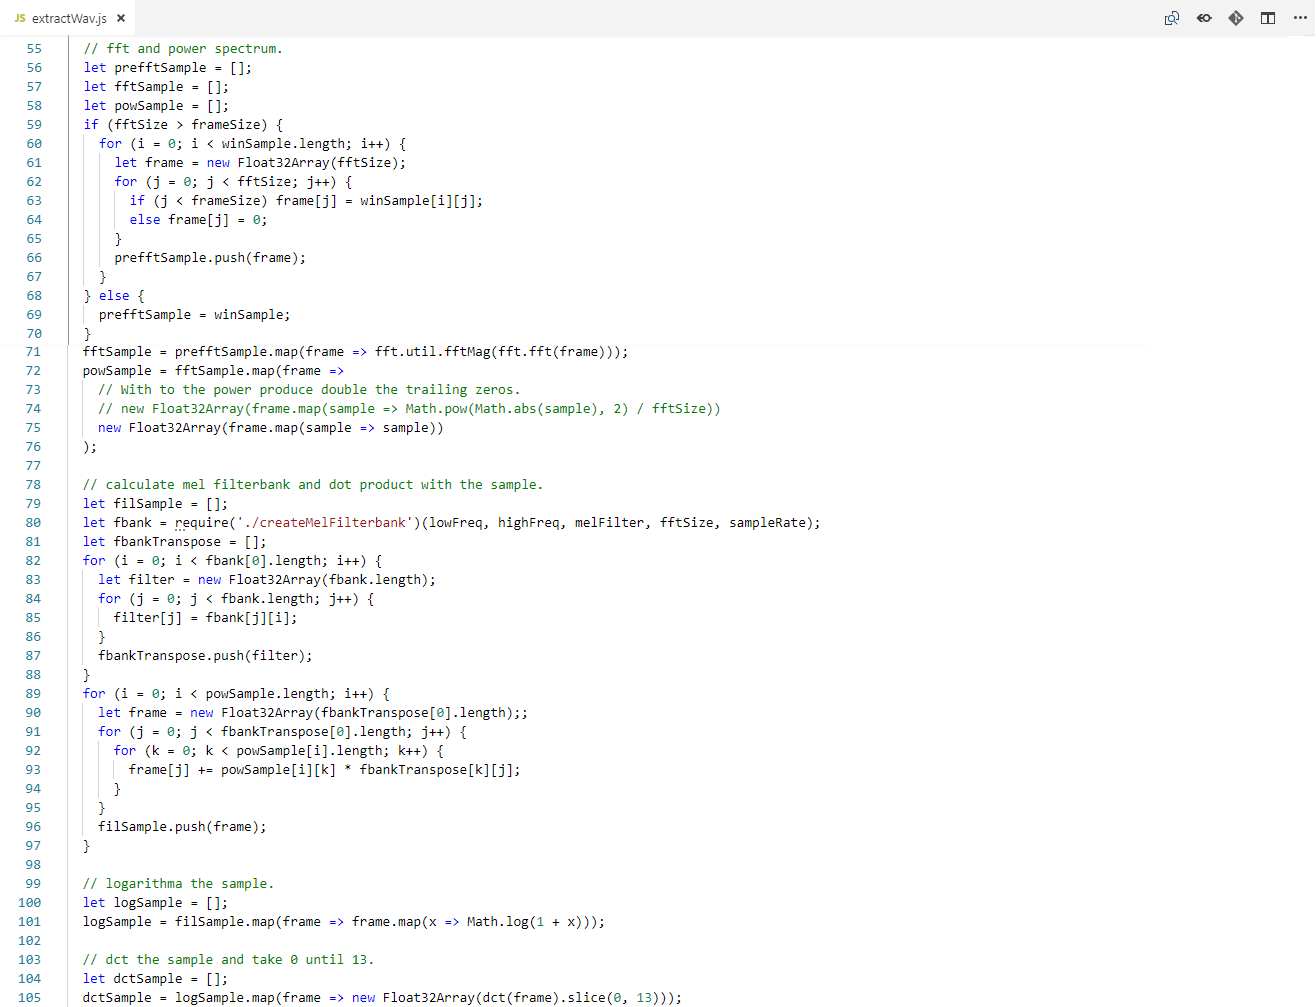 JS extractWav.js ×
55 // fft and power spectrum.
56 let prefftSample = [];
57 let fftSample = [];
58 let powSample = [];
59 if (fftSize > frameSize) {
60 for (i = 0; i < winSample.length; i++) {
61 let frame = new Float32Array(fftSize);
62 for (j = 0; j < fftSize; j++) {
63 if (j < frameSize) frame[j] = winSample[i][j];
64 else frame[j] = 0;
65 }
66 prefftSample.push(frame);
67 }
68 } else {
69 prefftSample = winSample;
70 }
71 fftSample = prefftSample.map(frame => fft.util.fftMag(fft.fft(frame)));
72 powSample = fftSample.map(frame =>
73 // With to the power produce double the trailing zeros.
74 // new Float32Array(frame.map(sample => Math.pow(Math.abs(sample), 2) / fftSize))
75 new Float32Array(frame.map(sample => sample))
76 );
77
78 // calculate mel filterbank and dot product with the sample.
79 let filSample = [];
80 let fbank = require('./createMelFilterbank')(lowFreq, highFreq, melFilter, fftSize, sampleRate);
81 let fbankTranspose = [];
82 for (i = 0; i < fbank[0].length; i++) {
83 let filter = new Float32Array(fbank.length);
84 for (j = 0; j < fbank.length; j++) {
85 filter[j] = fbank[j][i];
86 }
87 fbankTranspose.push(filter);
88 }
89 for (i = 0; i < powSample.length; i++) {
90 let frame = new Float32Array(fbankTranspose[0].length);;
91 for (j = 0; j < fbankTranspose[0].length; j++) {
92 for (k = 0; k < powSample[i].length; k++) {
93 frame[j] += powSample[i][k] * fbankTranspose[k][j];
94 }
95 }
96 filSample.push(frame);
97 }
98
99 // logarithma the sample.
100 let logSample = [];
101 logSample = filSample.map(frame => frame.map(x => Math.log(1 + x)));
102
103 // dct the sample and take 0 until 13.
104 let dctSample = [];
105 dctSample = logSample.map(frame => new Float32Array(dct(frame).slice(0, 13)));